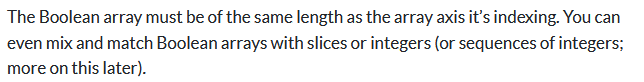 The Boolean array must be of the same length as the array axis it’s indexing. You can
even mix and match Boolean arrays with slices or integers (or sequences of integers;
more on this later).